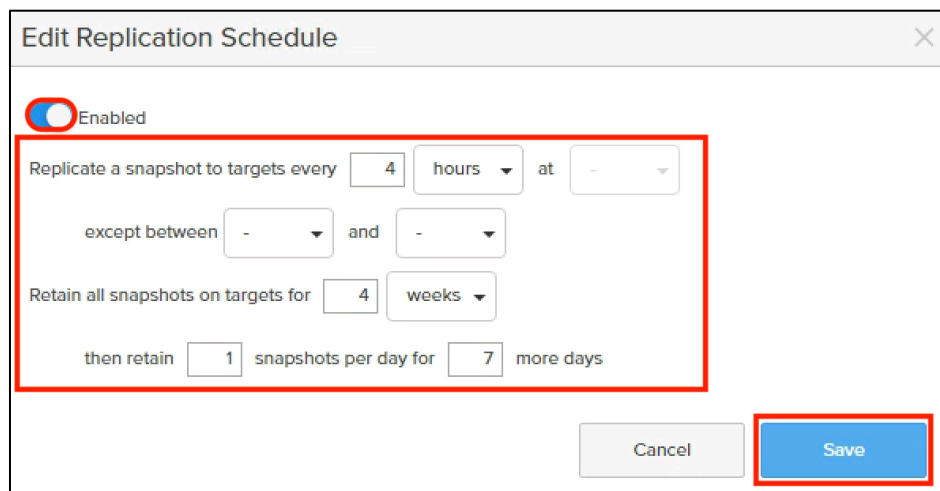 Edit Replication Schedule
Enabled
Replicate a snapshot to targets every 4 hours at -
except between - and -
Retain all snapshots on targets for 4 weeks
then retain 1 snapshots per day for 7 more days
Cancel Save